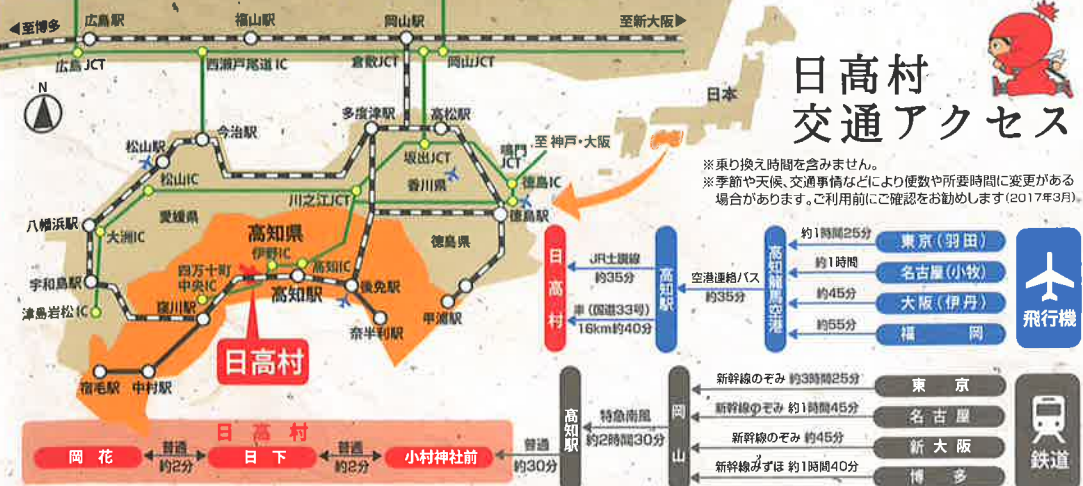 ◀至博多
広島駅
福山駅
岡山駅
至新大阪▶
広島JCT
西瀬戸尾道IC
倉敷JCT
岡山JCT
N
日本
日高村
交通アクセス
※乗り換え時間を含みません。
※季節や天候、交通事情などにより便数や所要時間に変更がある
場合があります。ご利用前にご確認をお勧めします(2017年3月)
今治駅
多度津駅
高松駅
松山駅
坂出JCT
鳴門
JCT
至 神戸・大阪
松山IC
香川県
徳島IC
川之江JCT
徳島駅
八幡浜駅
大洲IC
愛媛県
高知県
徳島県
伊野IC
高知IC
四万十町
中央IC
宇和島駅
津島岩松IC
窪川駅
高知駅
後免駅
甲浦駅
奈半利駅
日高村
宿毛駅
中村駅
日高村
JR土讃線
約35分
車(国道33号)
16km約40分
高知駅
空港連絡バス
約35分
高知龍馬空港
約1時間25分
東京(羽田)
約1時間
名古屋(小牧)
約45分
大阪(伊丹)
約55分
福岡
飛行機
日高村
岡花
普通
約2分
日下
普通
約2分
小村神社前
普通
約30分
高知駅
特急南風
約2時間30分
岡山
新幹線のぞみ 約3時間25分
東京
新幹線のぞみ 約1時間45分
名古屋
新幹線のぞみ 約45分
新大阪
新幹線みずほ 約1時間40分
博多
鉄道